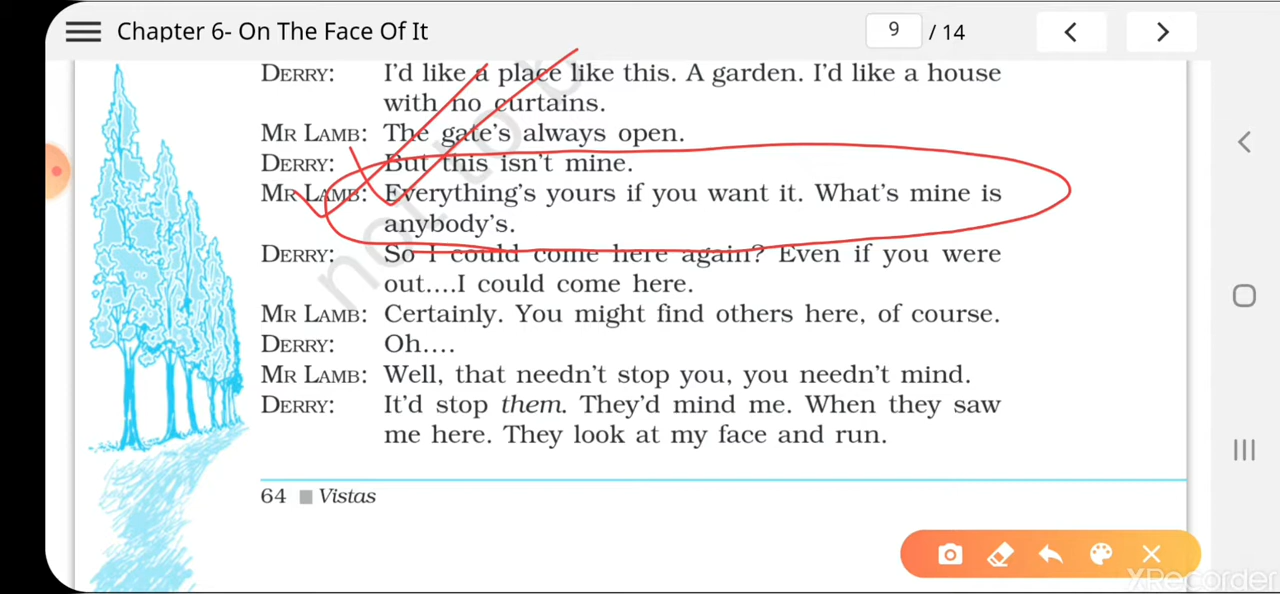 Chapter 6- On The Face Of It
9 / 14
DERRY: I'd like a place like this. A garden. I'd like a house
with no curtains.
MR LAMB: The gate's always open.
DERRY: But this isn't mine.
MR LAMB: Everything's yours if you want it. What's mine is
anybody's.
DERRY: So I could come here again? Even if you were
out....I could come here.
MR LAMB: Certainly. You might find others here, of course.
DERRY: Oh....
MR LAMB: Well, that needn't stop you, you needn't mind.
DERRY: It'd stop them. They'd mind me. When they saw
me here. They look at my face and run.
64 ■ Vistas
not to
XRecorder